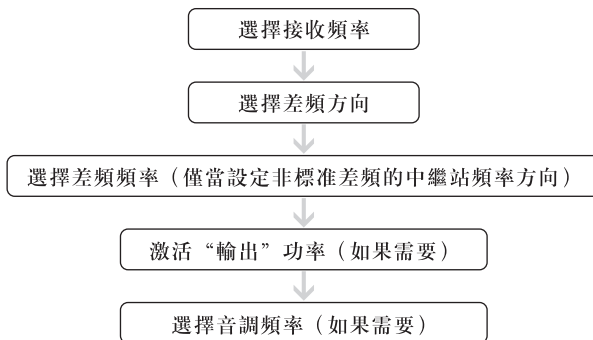 選擇接收頻率
選擇差頻方向
選擇差頻頻率（僅當設定非標准差頻的中繼站頻率方向）
激活“輸出”功率（如果需要）
選擇音調頻率（如果需要）